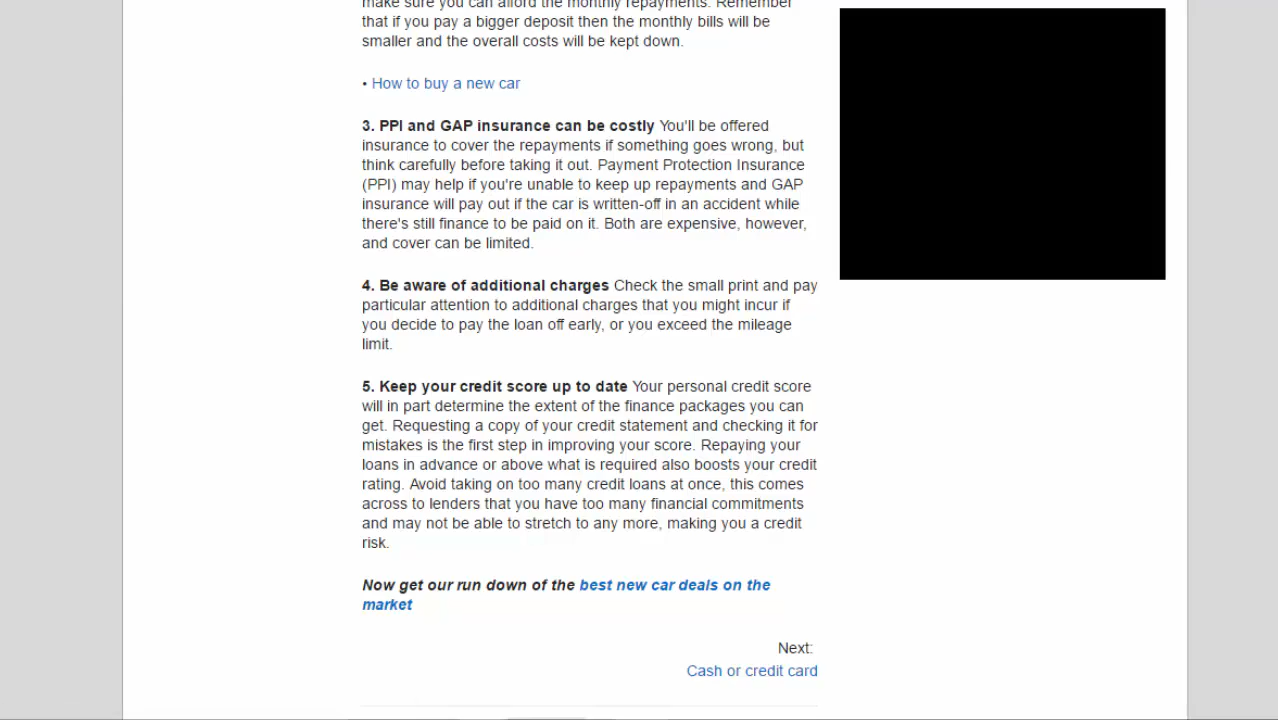 make sure you can afford the monthly repayments. Remember
that if you pay a bigger deposit then the monthly bills will be
smaller and the overall costs will be kept down.
• How to buy a new car
3. PPI and GAP insurance can be costly You'll be offered
insurance to cover the repayments if something goes wrong, but
think carefully before taking it out. Payment Protection Insurance
(PPI) may help if you're unable to keep up repayments and GAP
insurance will pay out if the car is written-off in an accident while
there's still finance to be paid on it. Both are expensive, however,
and cover can be limited.
4. Be aware of additional charges Check the small print and pay
particular attention to additional charges that you might incur if
you decide to pay the loan off early, or you exceed the mileage
limit.
5. Keep your credit score up to date Your personal credit score
will in part determine the extent of the finance packages you can
get. Requesting a copy of your credit statement and checking it for
mistakes is the first step in improving your score. Repaying your
loans in advance or above what is required also boosts your credit
rating. Avoid taking on too many credit loans at once, this comes
across to lenders that you have too many financial commitments
and may not be able to stretch to any more, making you a credit
risk.
Now get our run down of the best new car deals on the
market
Next:
Cash or credit card